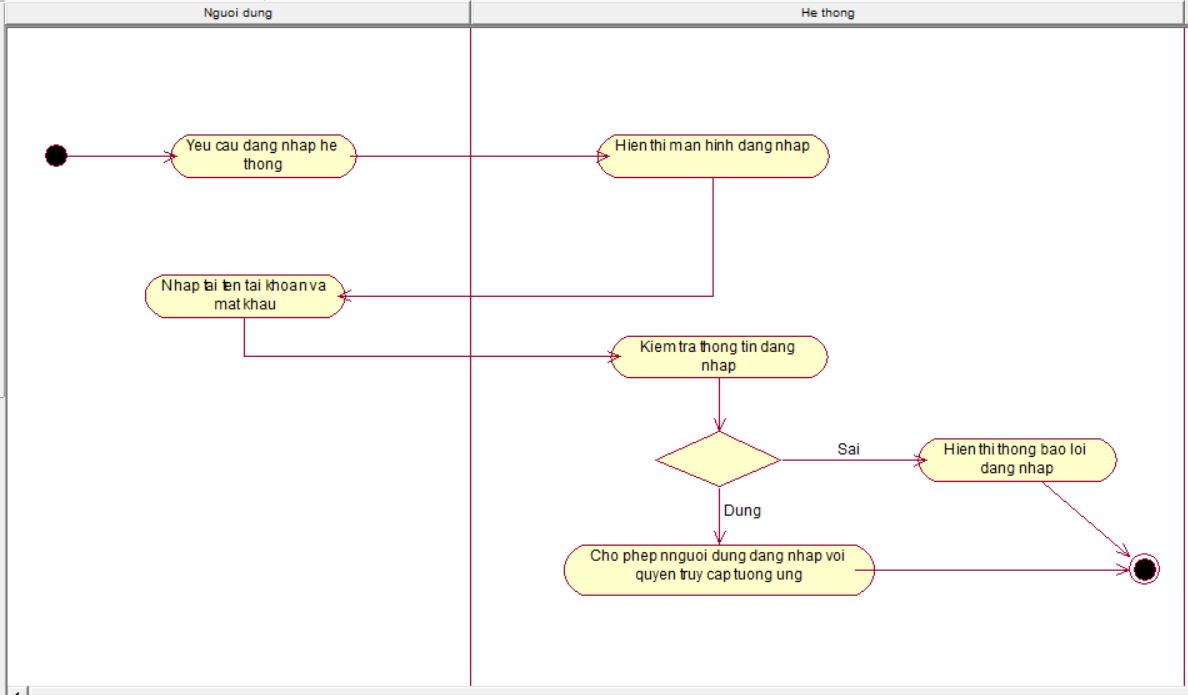 Nguoi dung
He thong
Yeu cau dang nhap he
thong
Hien thi man hinh dang nhap
Nhap tai ten tai khoan va
mat khau
Kiem tra thong tin dang
nhap
Sai
Hien thi thong bao loi
dang nhap
Dung
Cho phep nnguoi dung dang nhap voi
quyen truy cap tuong ung